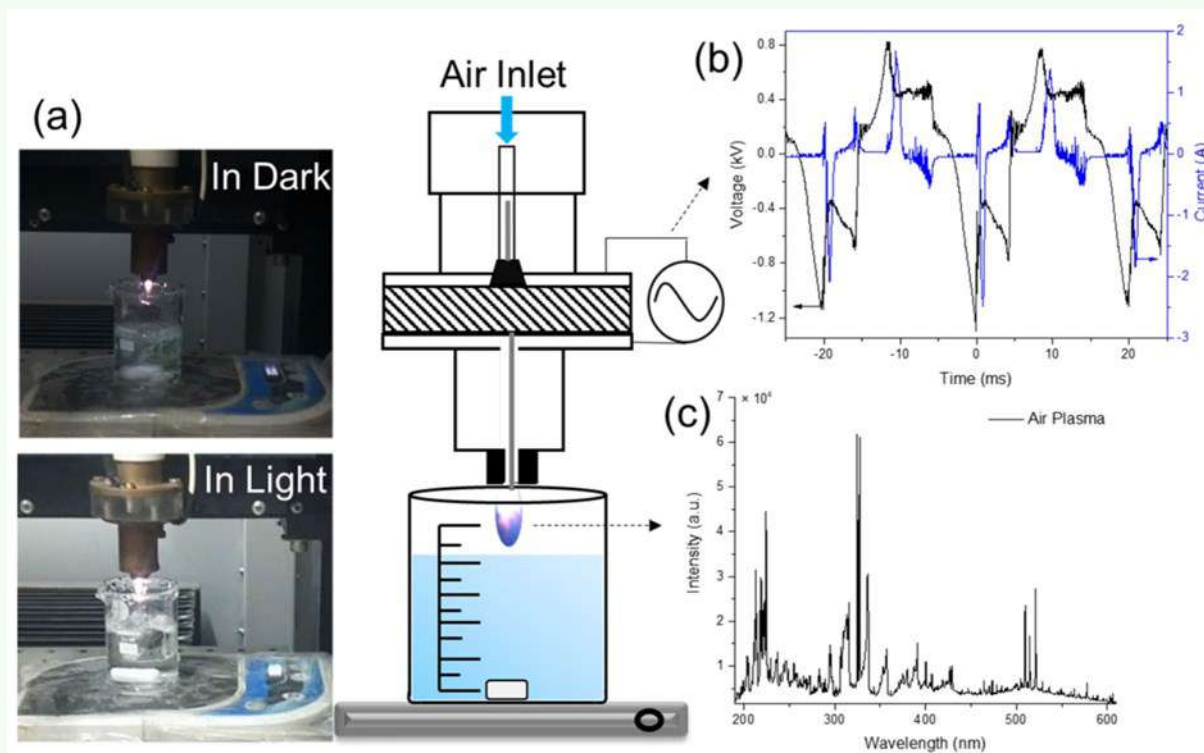 (a)
In Dark
In Light
Air Inlet
(b)
0.8
0.4
0.0
-0.4
-0.8
-1.2
Voltage (kV)
2
1
0
-1
-2
-3
Current (A)
-20
-10
0
10
20
Time (ms)
(c)
7
× 10⁴
6
5
4
3
2
1
Intensity (a.u.)
Air Plasma
200
300
400
500
600
Wavelength (nm)